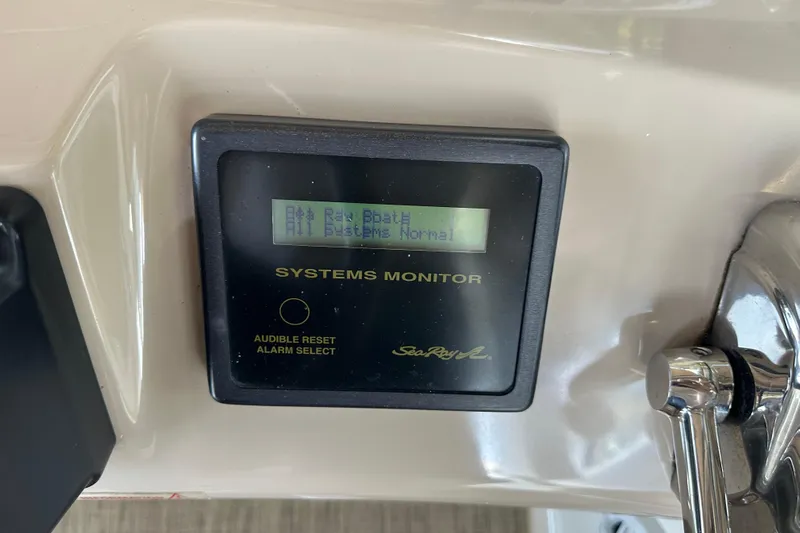 Sea Ray Boats
All Systems Normal
SYSTEMS MONITOR
AUDIBLE RESET
ALARM SELECT
Sea Ray